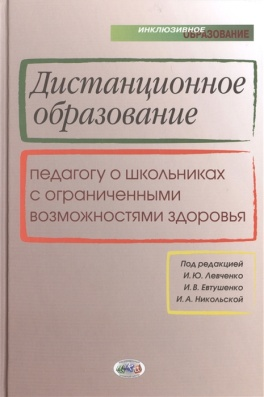 ИНКЛЮЗИВНОЕ
ОБРАЗОВАНИЕ
Дистанционное
образование
педагогу о школьниках
с ограниченными
возможностями здоровья
Под редакцией
И. Ю. Левченко
И. В. Евтушенко
И. А. Никольской